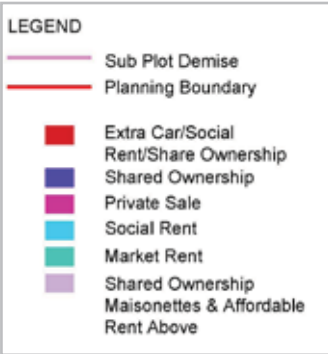 LEGEND
Sub Plot Demise
Planning Boundary
Extra Car/Social
Rent/Share Ownership
Shared Ownership
Private Sale
Social Rent
Market Rent
Shared Ownership
Maisonettes & Affordable
Rent Above